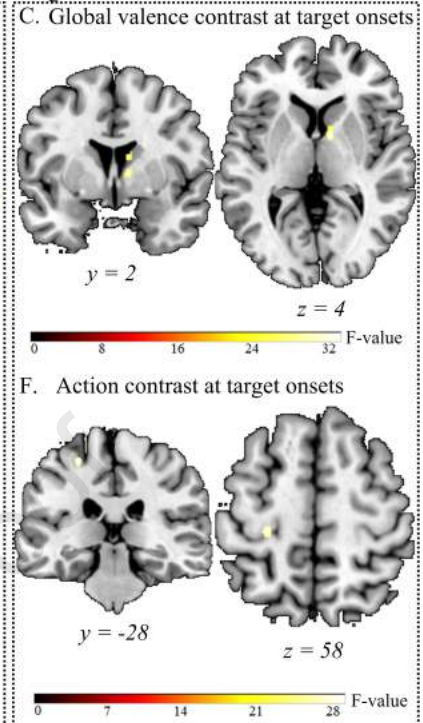 C. Global valence contrast at target onsets
y = 2
z = 4
0 8 16 24 32 F-value
F. Action contrast at target onsets
y = -28
z = 58
0 7 14 21 28 F-value